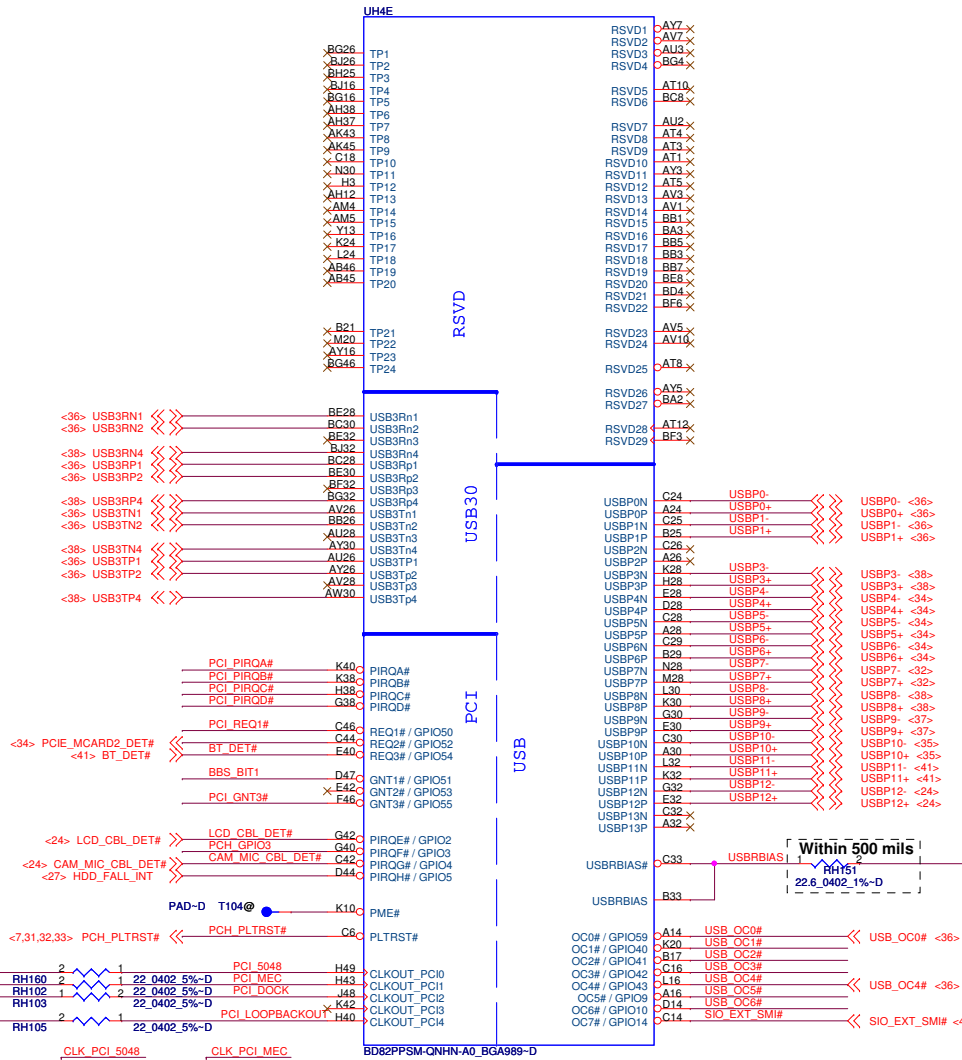 UH4E
BG26 TP1
BJ26 TP2
BH25 TP3
BJ16 TP4
BG16 TP5
AH38 TP6
AH37 TP7
AK43 TP8
AK45 TP9
C18 TP10
N30 TP11
H3 TP12
AH12 TP13
AM4 TP14
AM5 TP15
Y13 TP16
K24 TP17
L24 TP18
AB46 TP19
AB45 TP20
B21 TP21
M20 TP22
AY16 TP23
BG46 TP24
RSVD
RSVD1 AY7
RSVD2 AV7
RSVD3 AU3
RSVD4 BG4
RSVD5 AT10
RSVD6 BC8
RSVD7 AU2
RSVD8 AT4
RSVD9 AT3
RSVD10 AT1
RSVD11 AY3
RSVD12 AT5
RSVD13 AV3
RSVD14 AV1
RSVD15 BB1
RSVD16 BA3
RSVD17 BB5
RSVD18 BB3
RSVD19 BB7
RSVD20 BE8
RSVD21 BD4
RSVD22 BF6
RSVD23 AV5
RSVD24 AV10
RSVD25 AT8
RSVD26 AY5
RSVD27 BA2
RSVD28 AT12
RSVD29 BF3
<36> USB3RN1 BE28 USB3Rn1
<36> USB3RN2 BC30 USB3Rn2
BE32 USB3Rn3
<38> USB3RN4 BJ32 USB3Rn4
<36> USB3RP1 BC28 USB3Rp1
<36> USB3RP2 BE30 USB3Rp2
BF32 USB3Rp3
<38> USB3RP4 BG32 USB3Rp4
<36> USB3TN1 AV26 USB3Tn1
<36> USB3TN2 BB26 USB3Tn2
AU28 USB3Tn3
<38> USB3TN4 AY30 USB3Tn4
<36> USB3TP1 AU26 USB3TP1
<36> USB3TP2 AY26 USB3Tp2
AV28 USB3Tp3
<38> USB3TP4 AW30 USB3Tp4
USB30
PCI_PIRQA# K40 PIRQA#
PCI_PIRQB# K38 PIRQB#
PCI_PIRQC# H38 PIRQC#
PCI_PIRQD# G38 PIRQD#
PCI_REQ1# C46 REQ1# / GPIO50
<34> PCIE_MCARD2_DET# C44 REQ2# / GPIO52
<41> BT_DET# BT_DET# E40 REQ3# / GPIO54
BBS_BIT1 D47 GNT1# / GPIO51
E42 GNT2# / GPIO53
PCI_GNT3# F46 GNT3# / GPIO55
<24> LCD_CBL_DET# LCD_CBL_DET# G42 PIRQE# / GPIO2
PCH_GPIO3 G40 PIRQF# / GPIO3
<24> CAM_MIC_CBL_DET# CAM_MIC_CBL_DET# C42 PIRQG# / GPIO4
<27> HDD_FALL_INT D44 PIRQH# / GPIO5
PAD~D T104@ K10 PME#
<7,31,32,33> PCH_PLTRST# PCH_PLTRST# C6 PLTRST#
RH160 2 1 22_0402_5%~D PCI_5048 H49 CLKOUT_PCI0
RH102 2 1 22_0402_5%~D PCI_MEC H43 CLKOUT_PCI1
RH103 1 2 22_0402_5%~D PCI_DOCK J48 CLKOUT_PCI2
K42 CLKOUT_PCI3
RH105 2 1 22_0402_5%~D PCI_LOOPBACKOUT H40 CLKOUT_PCI4
PCI
USB
USBP0N C24 USBP0- USBP0- <36>
USBP0P A24 USBP0+ USBP0+ <36>
USBP1N C25 USBP1- USBP1- <36>
USBP1P B25 USBP1+ USBP1+ <36>
USBP2N C26
USBP2P A26
USBP3N K28 USBP3- USBP3- <38>
USBP3P H28 USBP3+ USBP3+ <38>
USBP4N E28 USBP4- USBP4- <34>
USBP4P D28 USBP4+ USBP4+ <34>
USBP5N C28 USBP5- USBP5- <34>
USBP5P A28 USBP5+ USBP5+ <34>
USBP6N C29 USBP6- USBP6- <34>
USBP6P B29 USBP6+ USBP6+ <34>
USBP7N N28 USBP7- USBP7- <32>
USBP7P M28 USBP7+ USBP7+ <32>
USBP8N L30 USBP8- USBP8- <38>
USBP8P K30 USBP8+ USBP8+ <38>
USBP9N G30 USBP9- USBP9- <37>
USBP9P E30 USBP9+ USBP9+ <37>
USBP10N C30 USBP10- USBP10- <35>
USBP10P A30 USBP10+ USBP10+ <35>
USBP11N L32 USBP11- USBP11- <41>
USBP11P K32 USBP11+ USBP11+ <41>
USBP12N G32 USBP12- USBP12- <24>
USBP12P E32 USBP12+ USBP12+ <24>
USBP13N C32
USBP13P A32
Within 500 mils
USBRBIAS# C33 USBRBIAS 1 2
RH151
22.6_0402_1%~D
USBRBIAS B33
OC0# / GPIO59 A14 USB_OC0# USB_OC0# <36>
OC1# / GPIO40 K20 USB_OC1#
OC2# / GPIO41 B17 USB_OC2#
OC3# / GPIO42 C16 USB_OC3#
OC4# / GPIO43 L16 USB_OC4# USB_OC4# <36>
OC5# / GPIO9 A16 USB_OC5#
OC6# / GPIO10 D14 USB_OC6#
OC7# / GPIO14 C14 SIO_EXT_SMI# SIO_EXT_SMI# <4
BD82PPSM-QNHN-A0_BGA989~D
CLK_PCI_5048 CLK_PCI_MEC